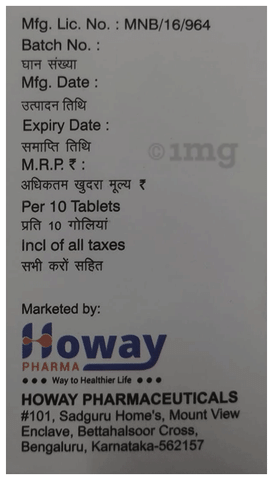 Mfg. Lic. No. : MNB/16/964
Batch No. :
घान संख्या
Mfg. Date :
उत्पादन तिथि
Expiry Date :
समाप्ति तिथि
M.R.P. ₹ :
अधिकतम खुदरा मूल्य ₹
Per 10 Tablets
प्रति 10 गोलियां
Incl of all taxes
सभी करों सहित
©1mg
Marketed by:
Howay
PHARMA
Way to Healthier Life
HOWAY PHARMACEUTICALS
#101, Sadguru Home's, Mount View
Enclave, Bettahalsoor Cross,
Bengaluru, Karnataka-562157